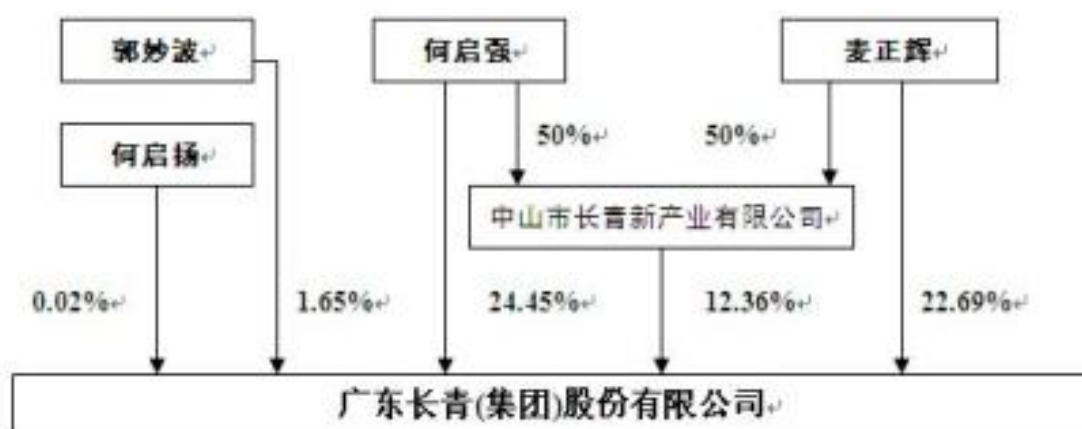 郭妙波
何启强
麦正辉
何启扬
50%
50%
中山市长青新产业有限公司
0.02%
1.65%
24.45%
12.36%
22.69%
广东长青(集团)股份有限公司